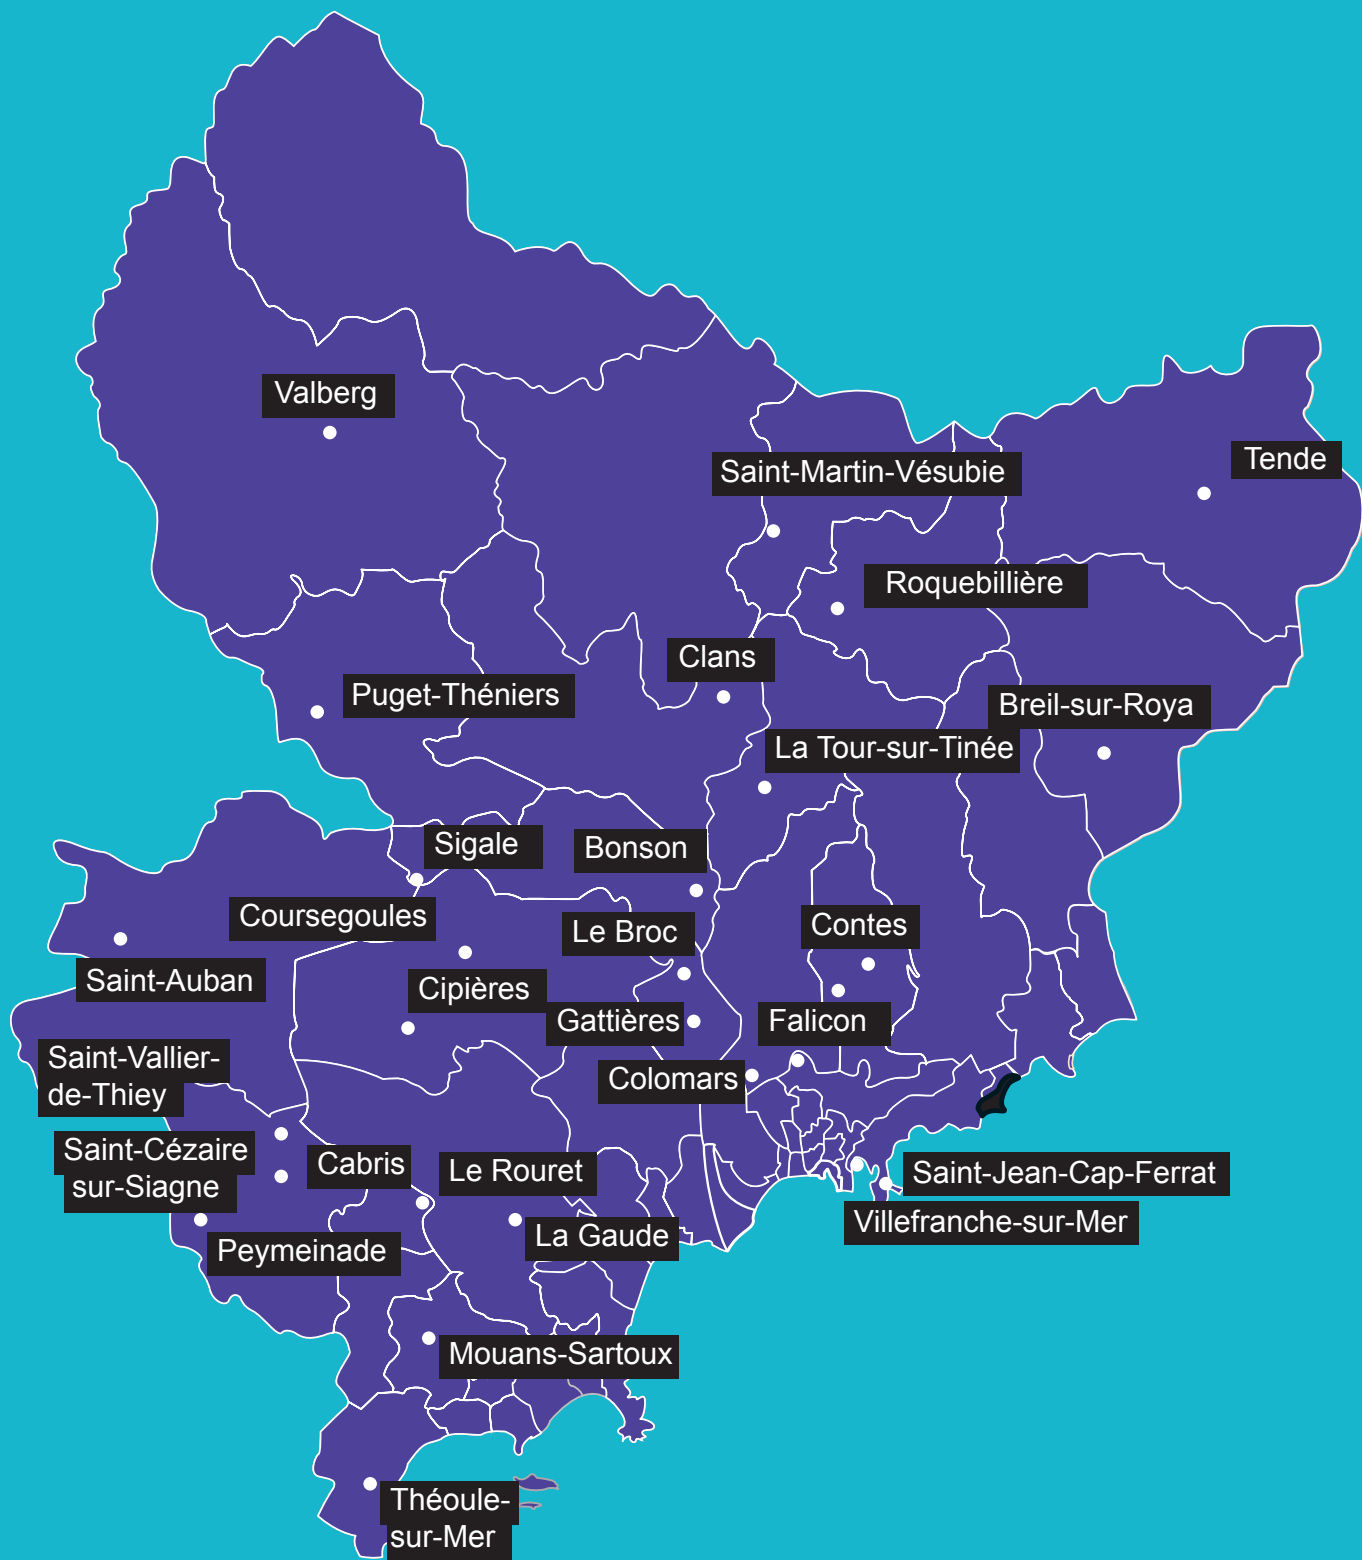 Valberg
Tende
Saint-Martin-Vésubie
Roquebillière
Clans
Puget-Théniers
Breil-sur-Roya
La Tour-sur-Tinée
Sigale
Bonson
Coursegoules
Contes
Le Broc
Saint-Auban
Cipières
Gattières
Falicon
Saint-Vallier-
de-Thiey
Colomars
Saint-Cézaire
sur-Siagne
Cabris
Le Rouret
Saint-Jean-Cap-Ferrat
Villefranche-sur-Mer
La Gaude
Peymeinade
Mouans-Sartoux
Théoule-
sur-Mer